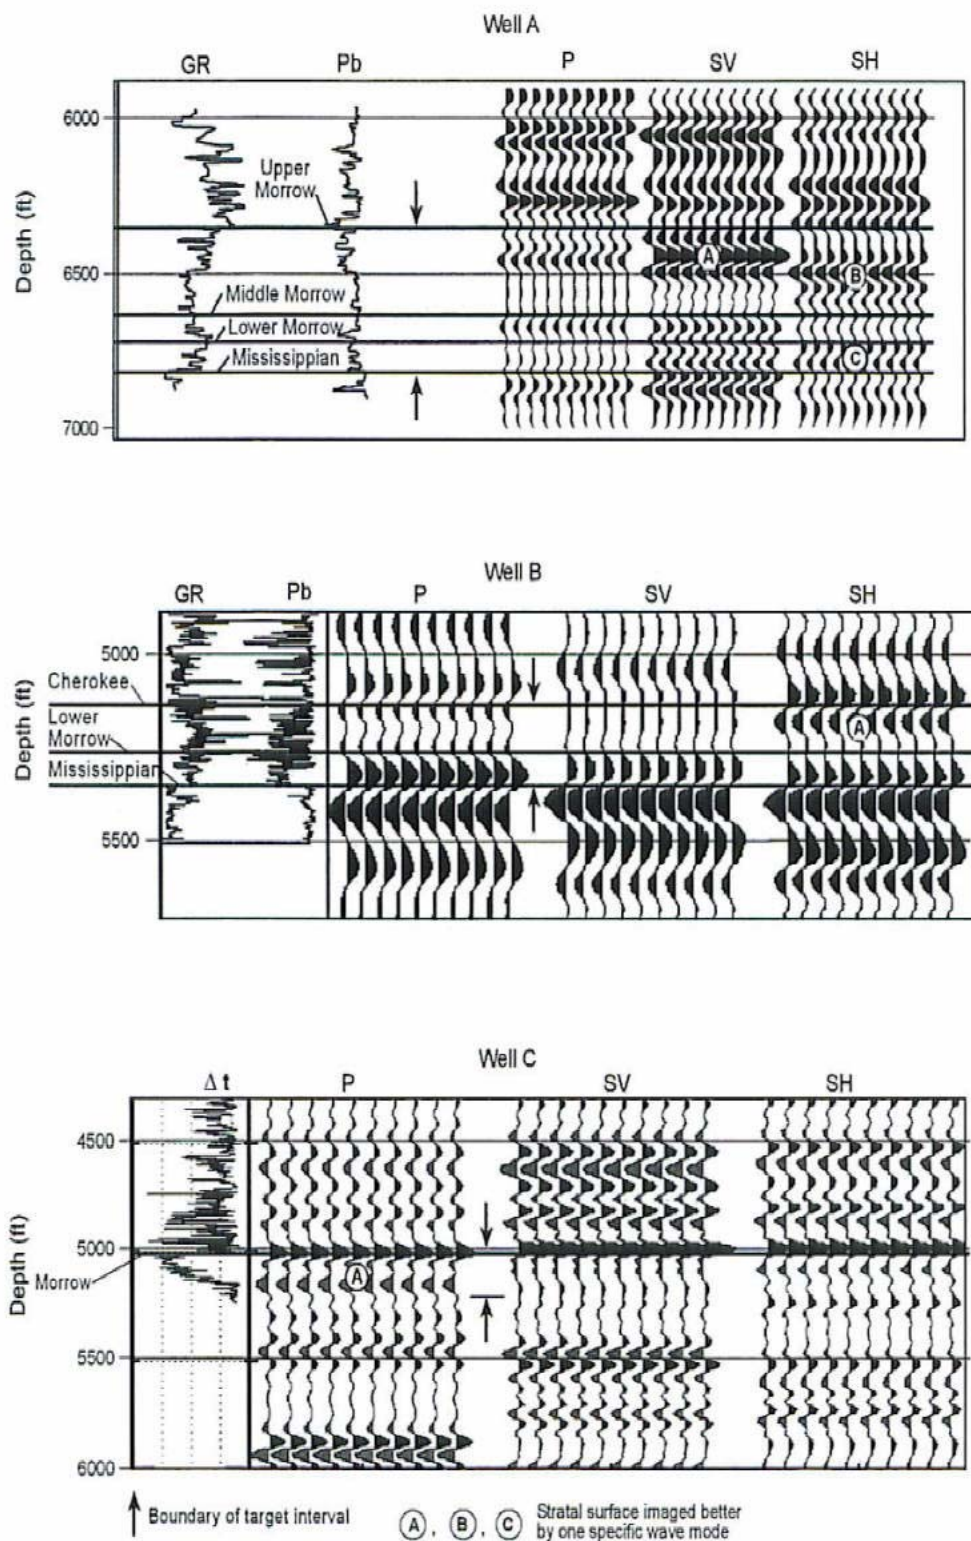 Well A
GR Pb P SV SH
6000
Upper
Morrow
Depth (ft)
A
6500
B
Middle Morrow
Lower Morrow
C
Mississippian
7000
Well B
GR Pb P SV SH
5000
Cherokee
Lower
Morrow
A
Depth (ft)
Mississippian
5500
Well C
Δ t P SV SH
4500
5000
Depth (ft)
Morrow
A
5500
6000
Boundary of target interval
A , B , C Stratal surface imaged better
by one specific wave mode